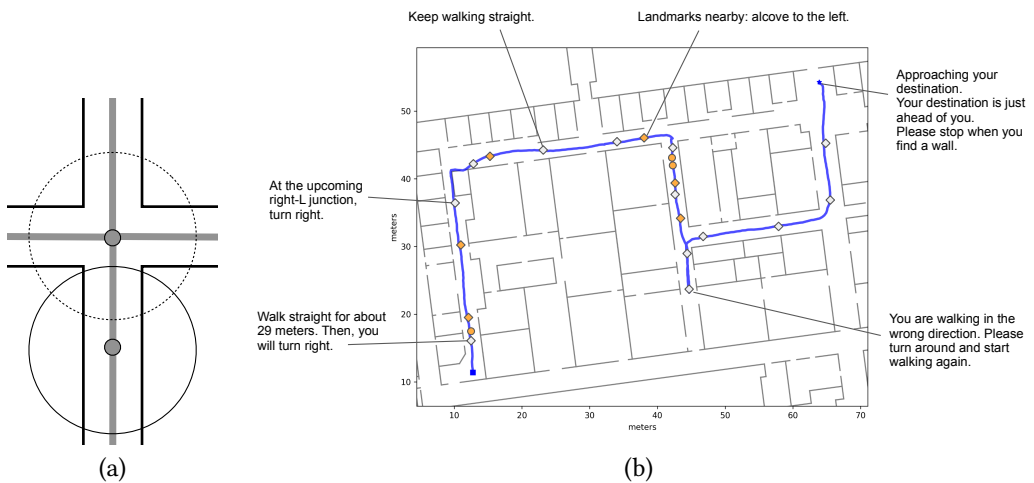 Keep walking straight.
Landmarks nearby: alcove to the left.
Approaching your
destination.
Your destination is just
ahead of you.
Please stop when you
find a wall.
At the upcoming
right-L junction,
turn right.
Walk straight for about
29 meters. Then, you
will turn right.
You are walking in the
wrong direction. Please
turn around and start
walking again.
50
40
30
20
10
meters
10 20 30 40 50 60 70
meters
(a) (b)